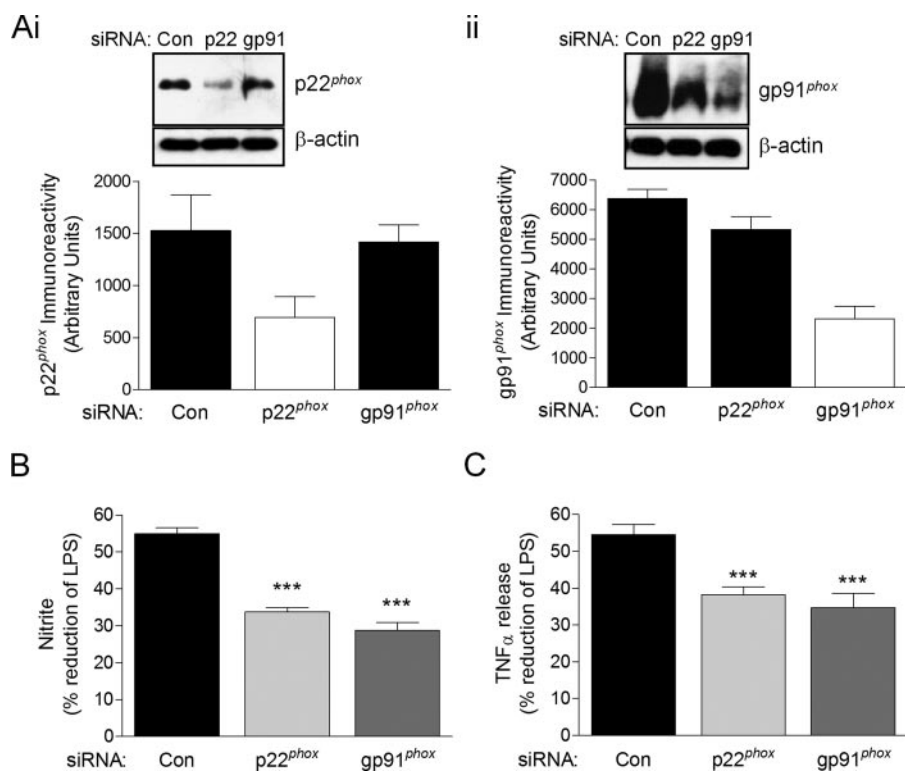 Ai
siRNA: Con p22 gp91
p22phox
β-actin
p22phox Immunoreactivity
(Arbitrary Units)
2000
1500
1000
500
0
siRNA: Con p22phox gp91phox
ii
siRNA: Con p22 gp91
gp91phox
β-actin
gp91phox Immunoreactivity
(Arbitrary Units)
7000
6000
5000
4000
3000
2000
1000
0
siRNA: Con p22phox gp91phox
B
Nitrite
(% reduction of LPS)
60
50
40
30
20
10
0
*** ***
siRNA: Con p22phox gp91phox
C
TNFα release
(% reduction of LPS)
60
50
40
30
20
10
0
*** ***
siRNA: Con p22phox gp91phox